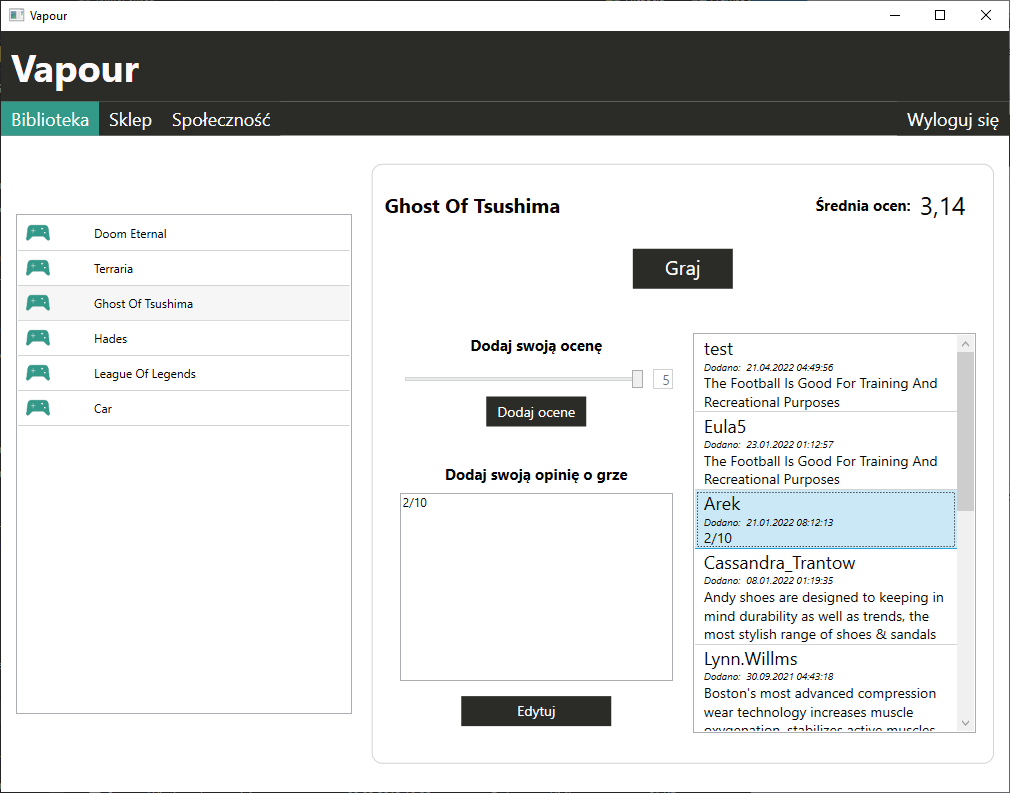 Vapour
Vapour
Biblioteka Sklep Społeczność Wyloguj się
Doom Eternal
Terraria
Ghost Of Tsushima
Hades
League Of Legends
Car
Ghost Of Tsushima
Średnia ocen: 3,14
Graj
Dodaj swoją ocenę
5
Dodaj ocene
Dodaj swoją opinię o grze
2/10
Edytuj
test
Dodano: 21.04.2022 04:49:56
The Football Is Good For Training And
Recreational Purposes
Eula5
Dodano: 23.01.2022 01:12:57
The Football Is Good For Training And
Recreational Purposes
Arek
Dodano: 21.01.2022 08:12:13
2/10
Cassandra_Trantow
Dodano: 08.01.2022 01:19:35
Andy shoes are designed to keeping in
mind durability as well as trends, the
most stylish range of shoes & sandals
Lynn.Willms
Dodano: 30.09.2021 04:43:18
Boston's most advanced compression
wear technology increases muscle
oxygenation, stabilizes active muscles